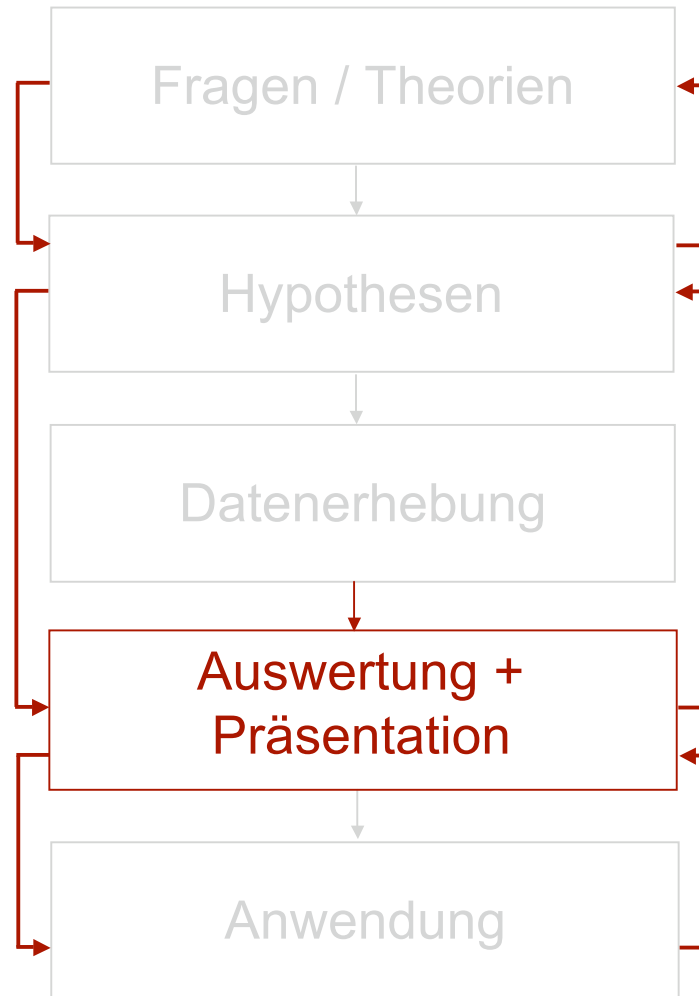 Fragen / Theorien
Hypothesen
Datenerhebung
Auswertung +
Präsentation
Anwendung